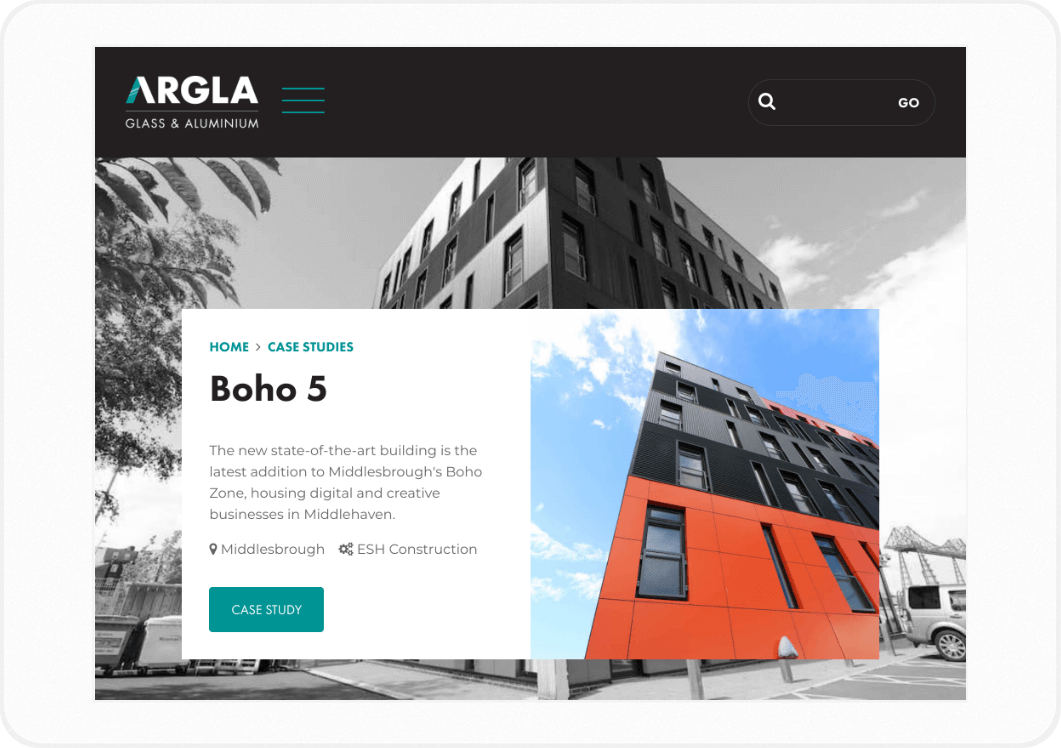 ARGLA
GLASS & ALUMINIUM
GO
HOME > CASE STUDIES
Boho 5
The new state-of-the-art building is the
latest addition to Middlesbrough's Boho
Zone, housing digital and creative
businesses in Middlehaven.
Middlesbrough ESH Construction
CASE STUDY